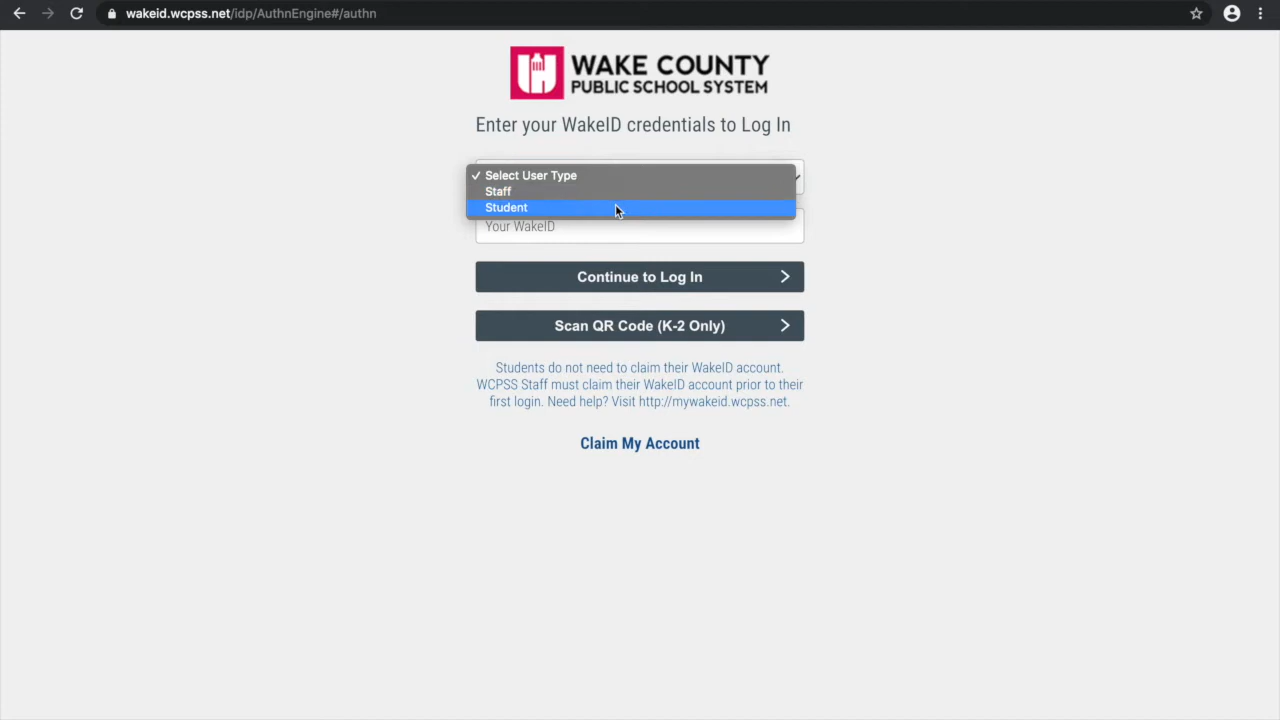 wakeid.wcpss.net/idp/AuthnEngine#/authn
WAKE COUNTY
PUBLIC SCHOOL SYSTEM
Enter your WakeID credentials to Log In
✓ Select User Type
Staff
Student
Your WakeID
Continue to Log In
Scan QR Code (K-2 Only)
Students do not need to claim their WakeID account.
WCPSS Staff must claim their WakeID account prior to their
first login. Need help? Visit http://mywakeid.wcpss.net.
Claim My Account